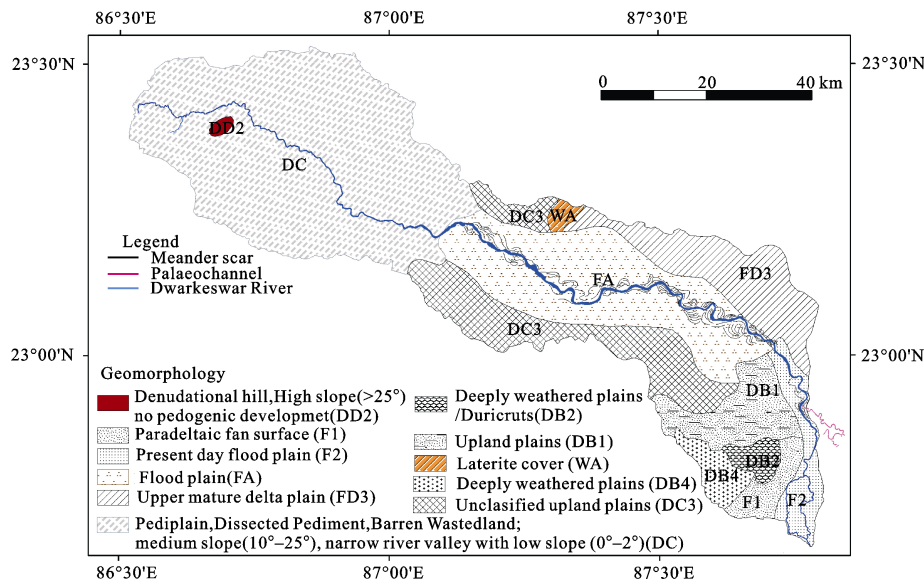 86°30'E 87°00'E 87°30'E
23°30'N 23°30'N
0 20 40 km
DD2
DC
DC3 WA
Legend
Meander scar
Palaeochannel
Dwarkeswar River
FA
FD3
DC3
23°00'N 23°00'N
Geomorphology
DB1
Denudational hill,High slope(>25°)
no pedogenic developmet(DD2)
Paradeltaic fan surface (F1)
Present day flood plain (F2)
Flood plain(FA)
Upper mature delta plain (FD3)
Pediplain,Dissected Pediment,Barren Wastedland;
medium slope(10°–25°), narrow river valley with low slope (0°–2°)(DC)
Deeply weathered plains
/Duricruts(DB2)
Upland plains (DB1)
Laterite cover (WA)
Deeply weathered plains (DB4)
Unclassified upland plains (DC3)
DB2
DB4
F1 F2
86°30'E 87°00'E 87°30'E